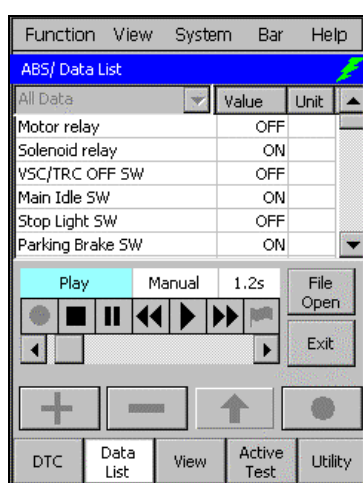 Function View System Bar Help
ABS/ Data List
All Data Value Unit
Motor relay OFF
Solenoid relay ON
VSC/TRC OFF SW OFF
Main Idle SW ON
Stop Light SW OFF
Parking Brake SW ON
Play Manual 1.2s
File Open
Exit
DTC Data List View Active Test Utility